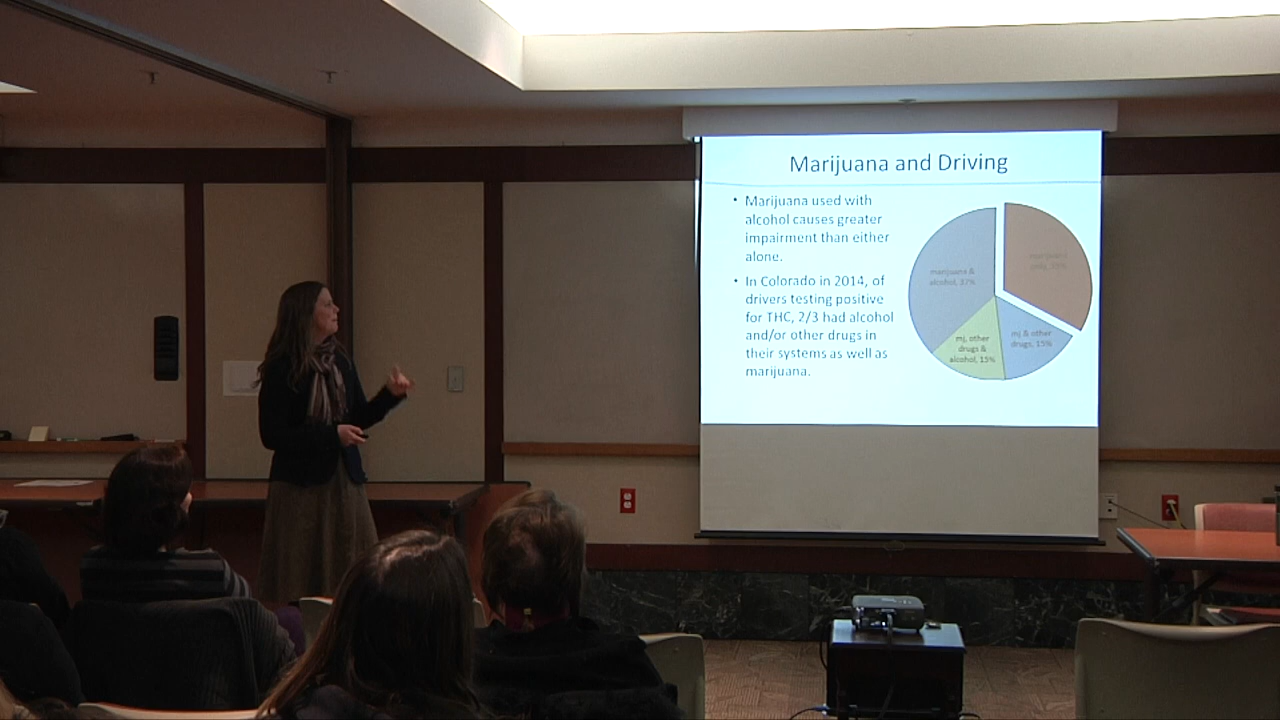 Marijuana and Driving
• Marijuana used with
alcohol causes greater
impairment than either
alone.
• In Colorado in 2014, of
drivers testing positive
for THC, 2/3 had alcohol
and/or other drugs in
their systems as well as
marijuana.
marijuana &
alcohol, 37%
marijuana
only,
mj, other
drugs &
alcohol, 15%
mj & other
drugs, 15%